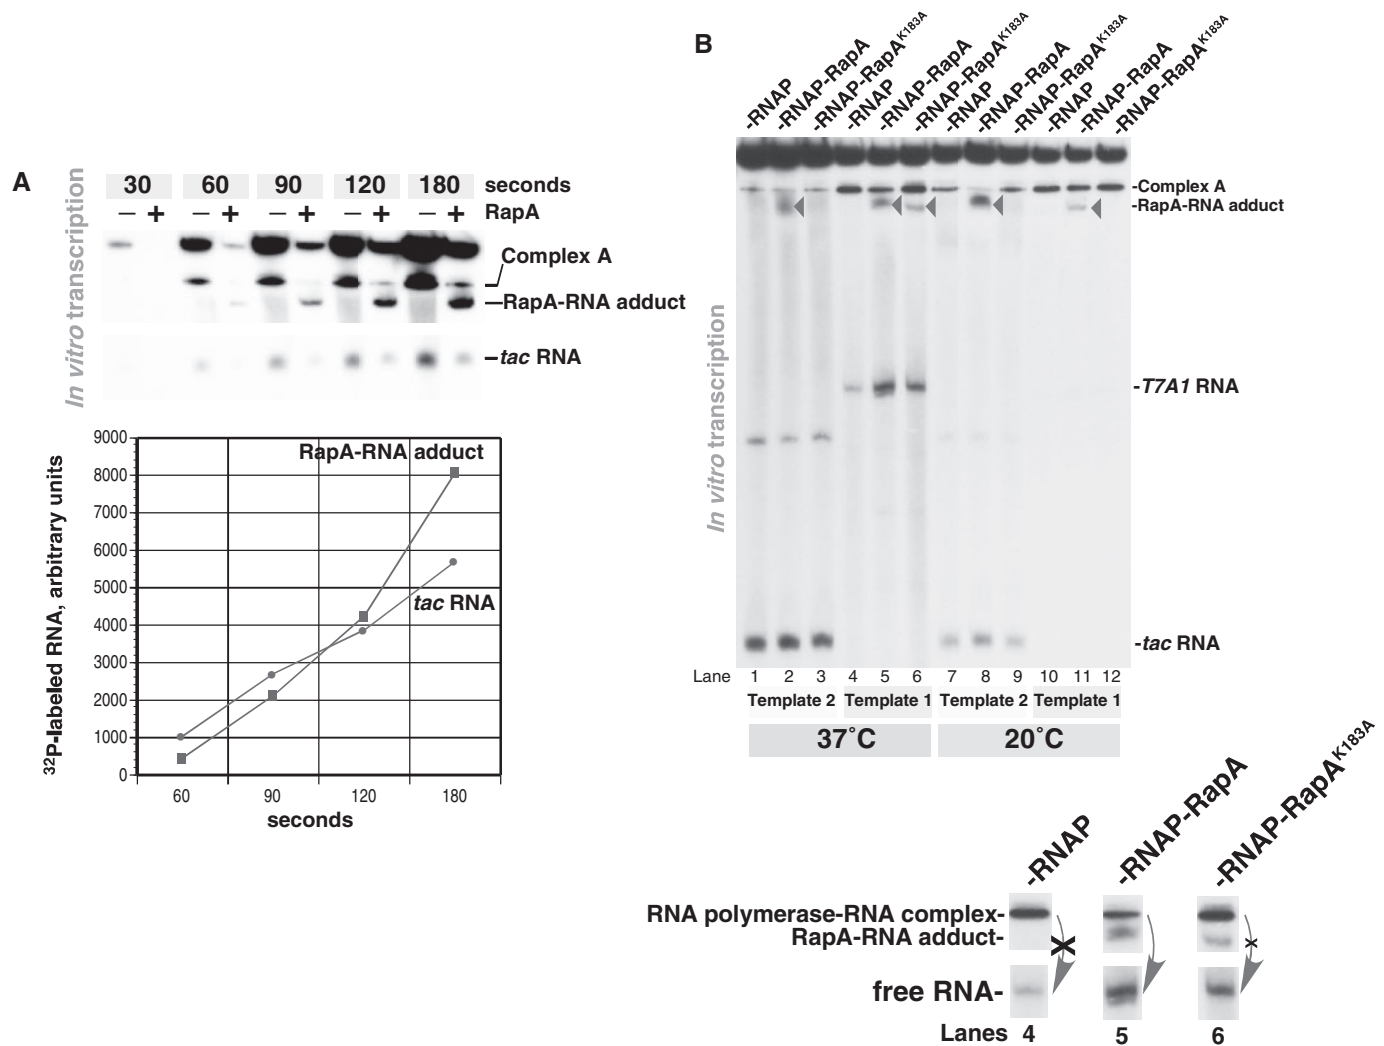 A
30 60 90 120 180 seconds
– + – + – + – + – + RapA
In vitro transcription
Complex A
RapA-RNA adduct
tac RNA
32P-labeled RNA, arbitrary units
9000
8000
7000
6000
5000
4000
3000
2000
1000
0
RapA-RNA adduct
tac RNA
60 90 120 180
seconds
B
-RNAP
-RNAP-RapA
-RNAP-RapAK183A
-RNAP
-RNAP-RapA
-RNAP-RapAK183A
-RNAP
-RNAP-RapA
-RNAP-RapAK183A
-RNAP
-RNAP-RapA
-RNAP-RapAK183A
In vitro transcription
-Complex A
-RapA-RNA adduct
-T7A1 RNA
-tac RNA
Lane 1 2 3 4 5 6 7 8 9 10 11 12
Template 2 Template 1 Template 2 Template 1
37˚C 20˚C
-RNAP
-RNAP-RapA
-RNAP-RapAK183A
RNA polymerase-RNA complex-
RapA-RNA adduct-
X x
free RNA-
Lanes 4 5 6